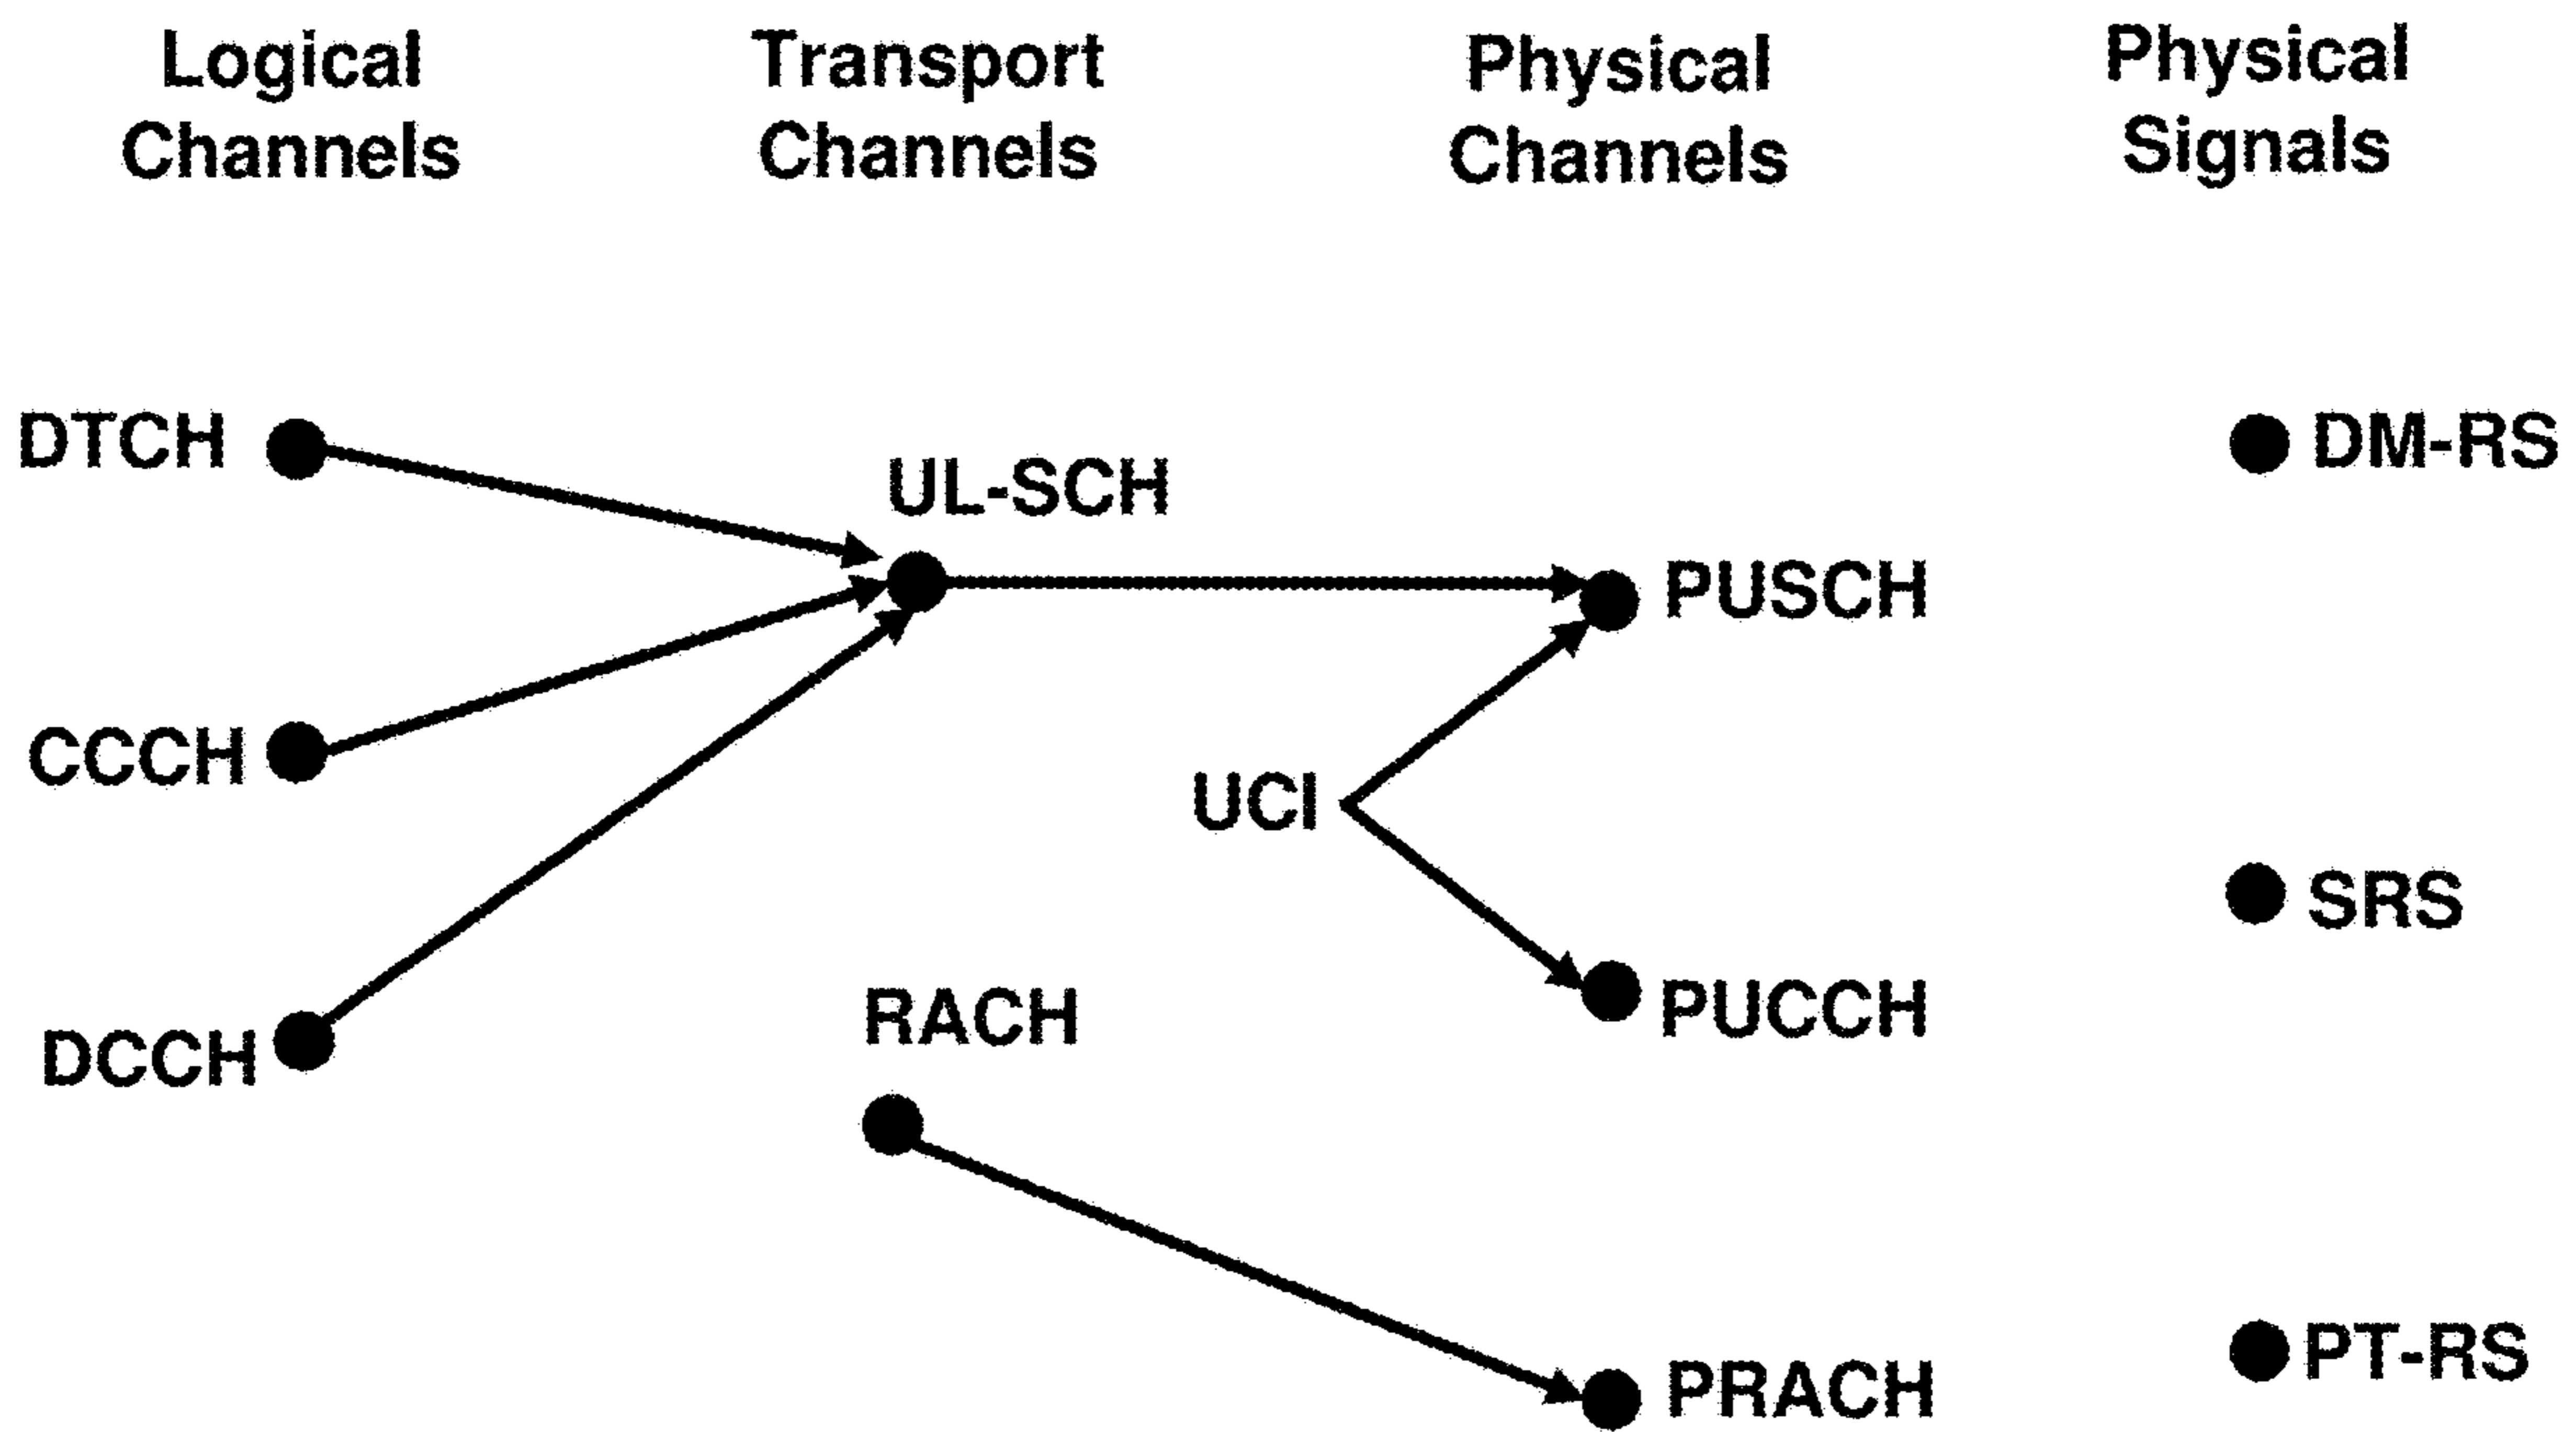 Logical
Channels
Transport
Channels
Physical
Channels
Physical
Signals
DTCH
UL-SCH
DM-RS
PUSCH
CCCH
UCI
SRS
DCCH
RACH
PUCCH
PRACH
PT-RS